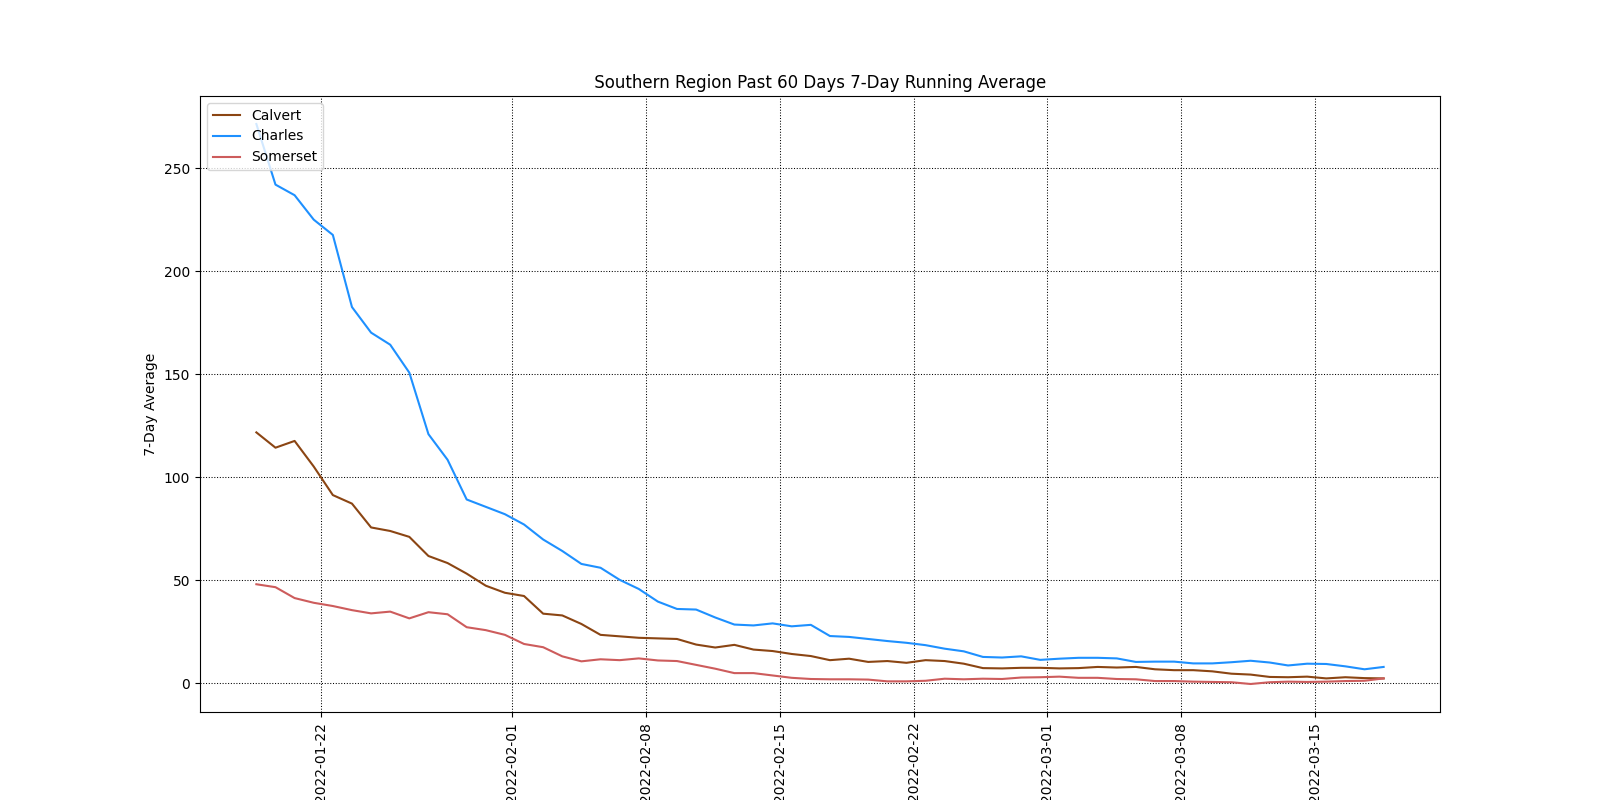 Southern Region Past 60 Days 7-Day Running Average
Calvert
Charles
Somerset
7-Day Average
250
200
150
100
50
0
2022-01-22
2022-02-01
2022-02-08
2022-02-15
2022-02-22
2022-03-01
2022-03-08
2022-03-15